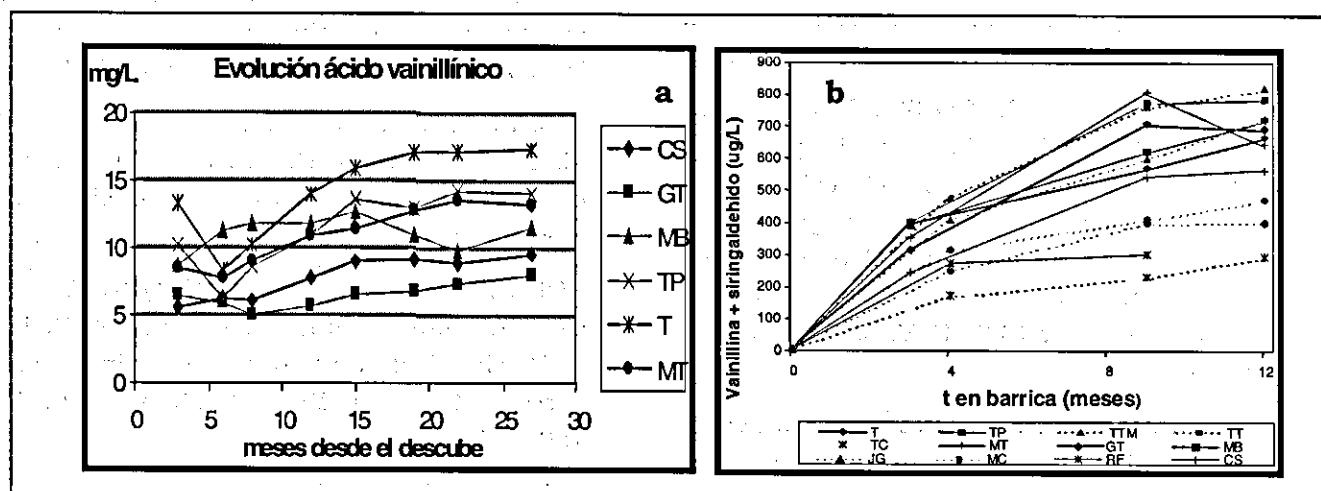 mg/L
Evolución ácido vainillínico
a
20
15
10
5
0
0 5 10 15 20 25 30
meses desde el descube
CS
GT
MB
TP
T
MT
b
Vainillina + siringaldehido (ug/L)
900
800
700
600
500
400
300
200
100
0
0 4 8 12
t en barrica (meses)
T TP TTM TT
TC MT GT MB
JG MC RF CS